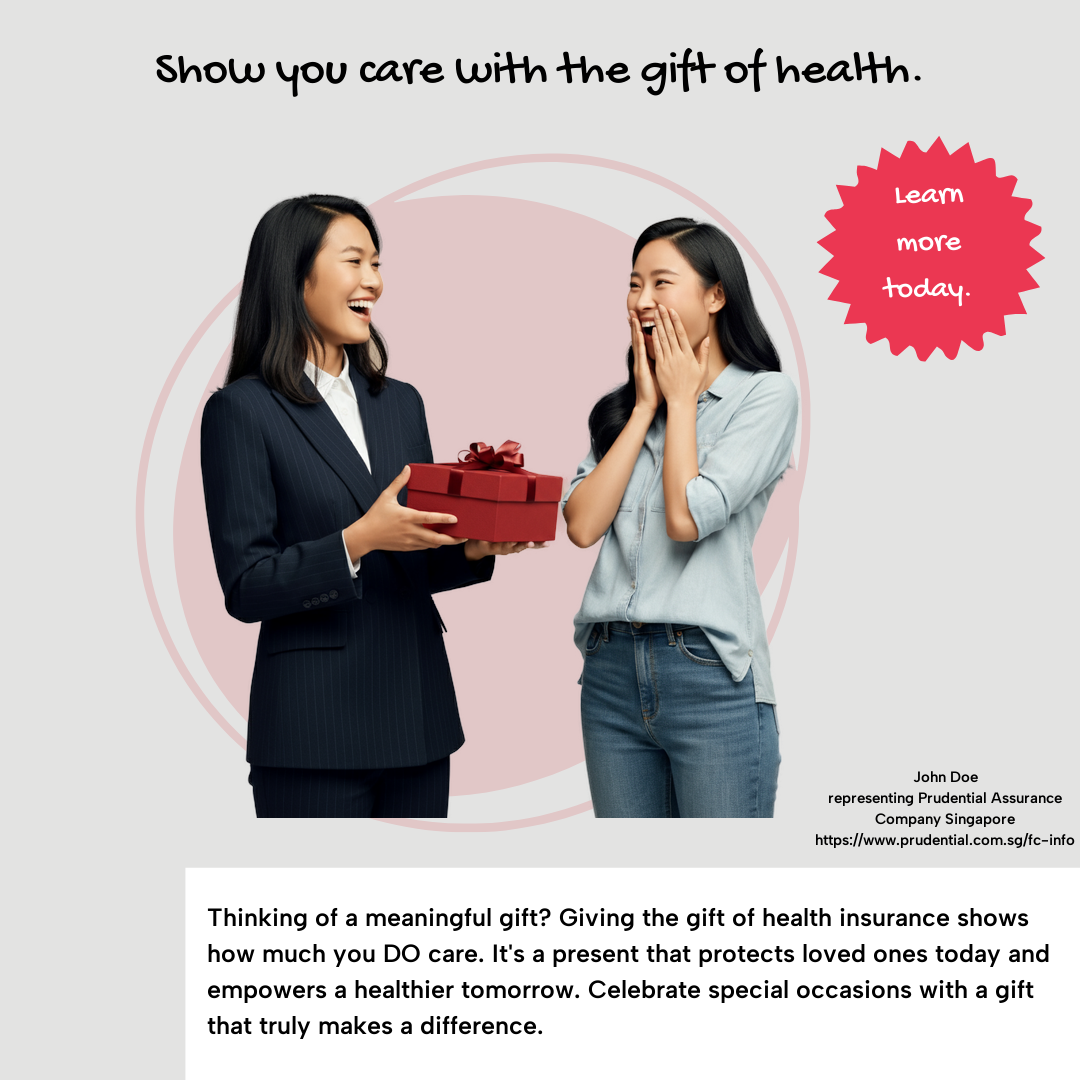 Show you care with the gift of health.
Learn
more
today.
John Doe
representing Prudential Assurance
Company Singapore
https://www.prudential.com.sg/fc-info
Thinking of a meaningful gift? Giving the gift of health insurance shows
how much you DO care. It's a present that protects loved ones today and
empowers a healthier tomorrow. Celebrate special occasions with a gift
that truly makes a difference.